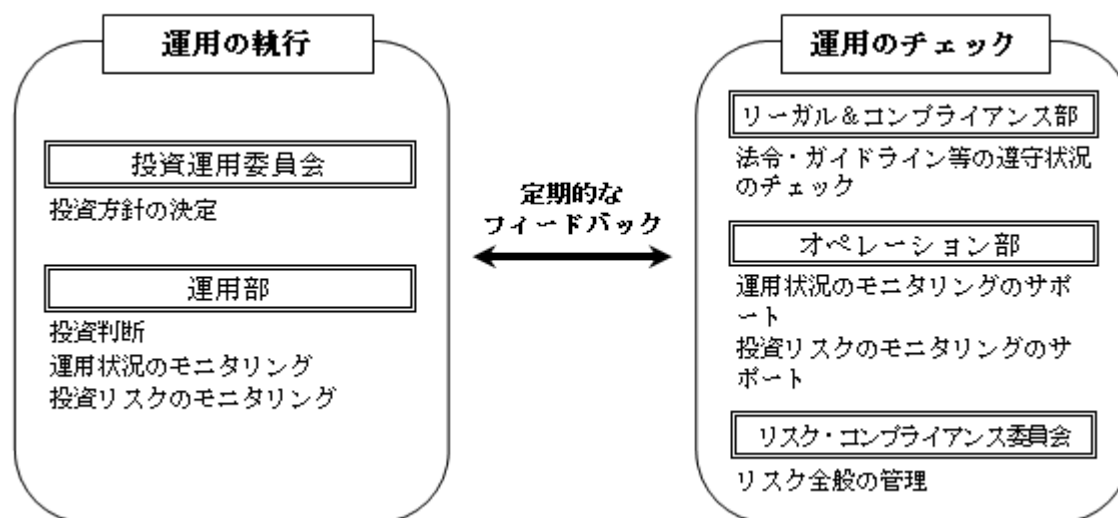 運用の執行
投資運用委員会
投資方針の決定
運用部
投資判断
運用状況のモニタリング
投資リスクのモニタリング
定期的な
フィードバック
運用のチェック
リーガル＆コンプライアンス部
法令・ガイドライン等の遵守状況
のチェック
オペレーション部
運用状況のモニタリングのサポ
ート
投資リスクのモニタリングのサ
ポート
リスク・コンプライアンス委員会
リスク全般の管理